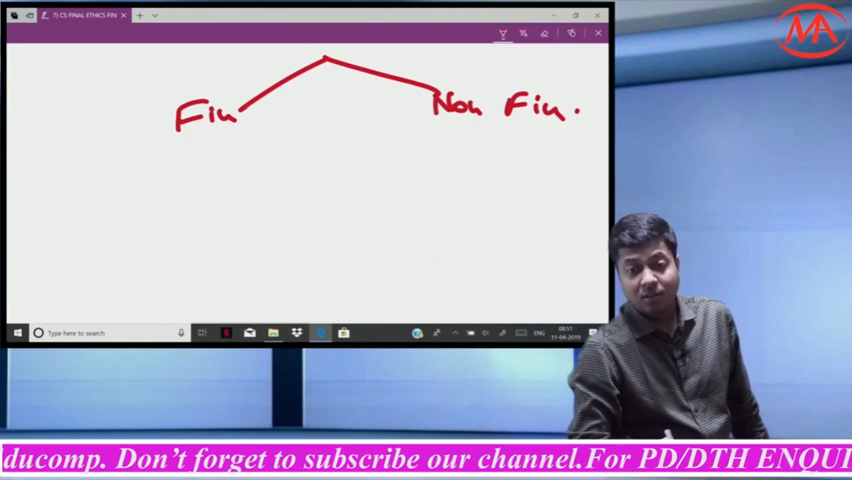 7) CS FINAL ETHICS FIN
MA
Fin
Non Fin.
Type here to search
ENG
08:51
11-04-2019
ducomp. Don't forget to subscribe our channel.For PD/DTH ENQUI